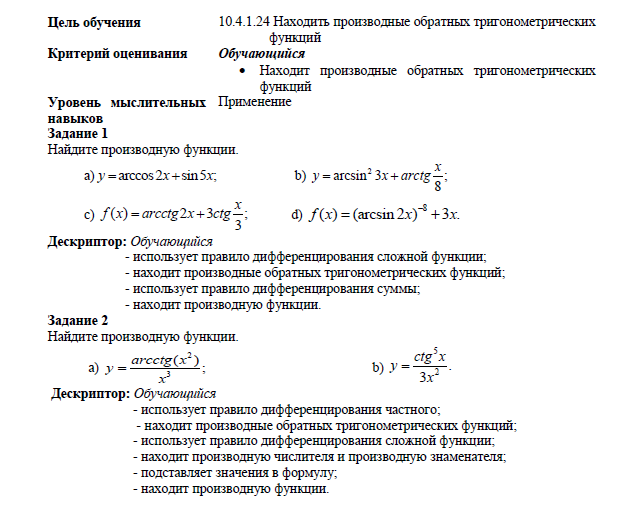 Цель обучения 10.4.1.24 Находить производные обратных тригонометрических
функций
Критерий оценивания Обучающийся
• Находит производные обратных тригонометрических
функций
Уровень мыслительных Применение
навыков
Задание 1
Найдите производную функции.
a) y = arccos 2x + sin 5x; b) y = arcsin² 3x + arctg x/8;
c) f(x) = arcctg 2x + 3ctg x/3; d) f(x) = (arcsin 2x)⁻⁸ + 3x.
Дескриптор: Обучающийся
- использует правило дифференцирования сложной функции;
- находит производные обратных тригонометрических функций;
- использует правило дифференцирования суммы;
- находит производную функции.
Задание 2
Найдите производную функции.
a) y = arcctg(x²)/x³; b) y = ctg⁵x/3x².
Дескриптор: Обучающийся
- использует правило дифференцирования частного;
- находит производные обратных тригонометрических функций;
- использует правило дифференцирования сложной функции;
- находит производную числителя и производную знаменателя;
- подставляет значения в формулу;
- находит производную функции.